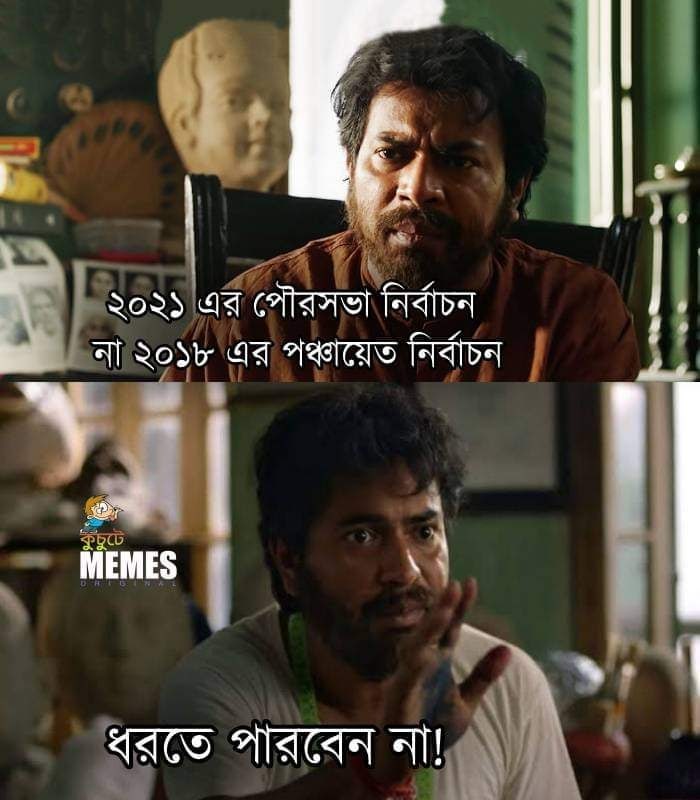 ২০২১ এর পৌরসভা নির্বাচন
না ২০১৮ এর পঞ্চায়েত নির্বাচন
কুচুটে
MEMES
ORIGINAL
ধরতে পারবেন না!